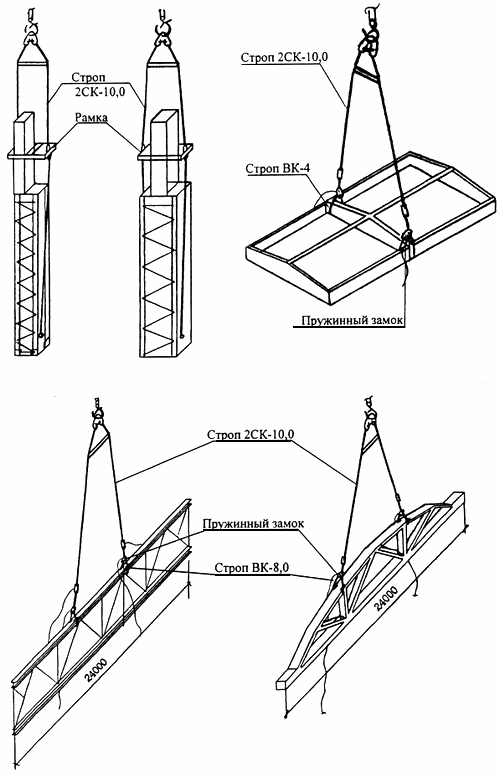 Строп
2СК-10,0
Рамка
Строп 2СК-10,0
Строп ВК-4
Пружинный замок
Строп 2СК-10,0
Пружинный замок
Строп ВК-8,0
24000
24000